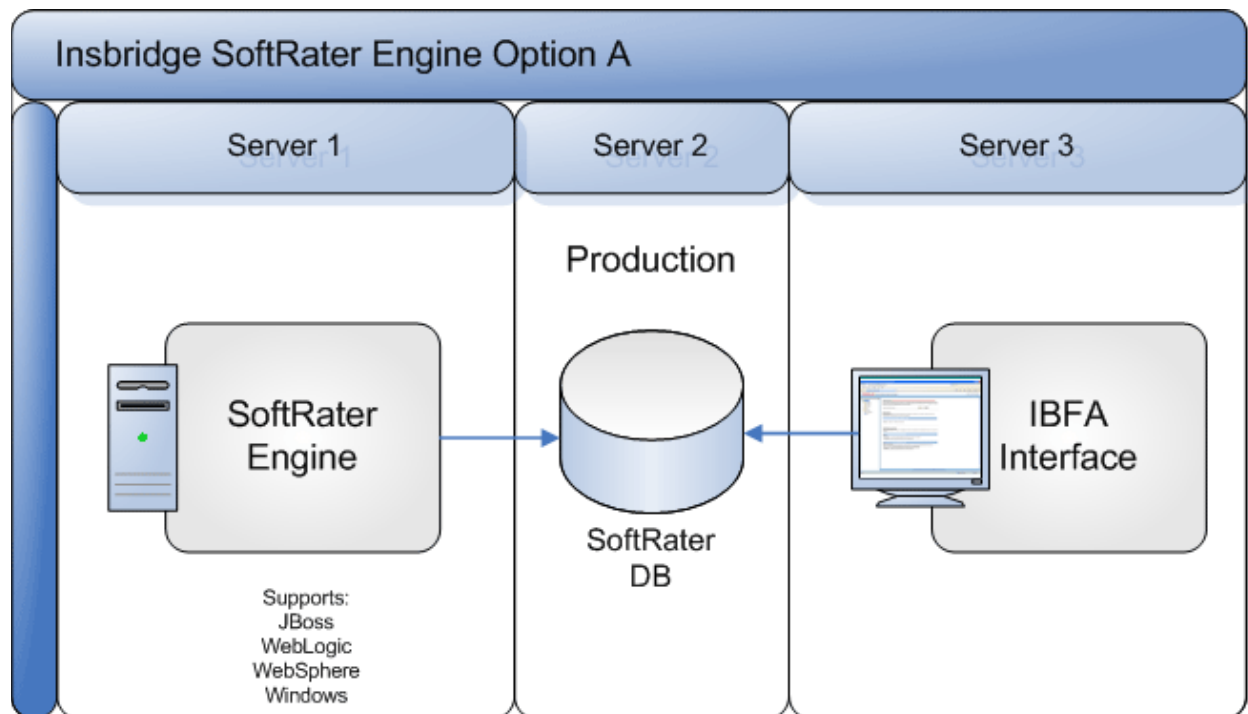 Insbridge SoftRater Engine Option A
Server 1
Server 2
Server 3
Production
SoftRater
Engine
SoftRater
DB
IBFA
Interface
Supports:
JBoss
WebLogic
WebSphere
Windows